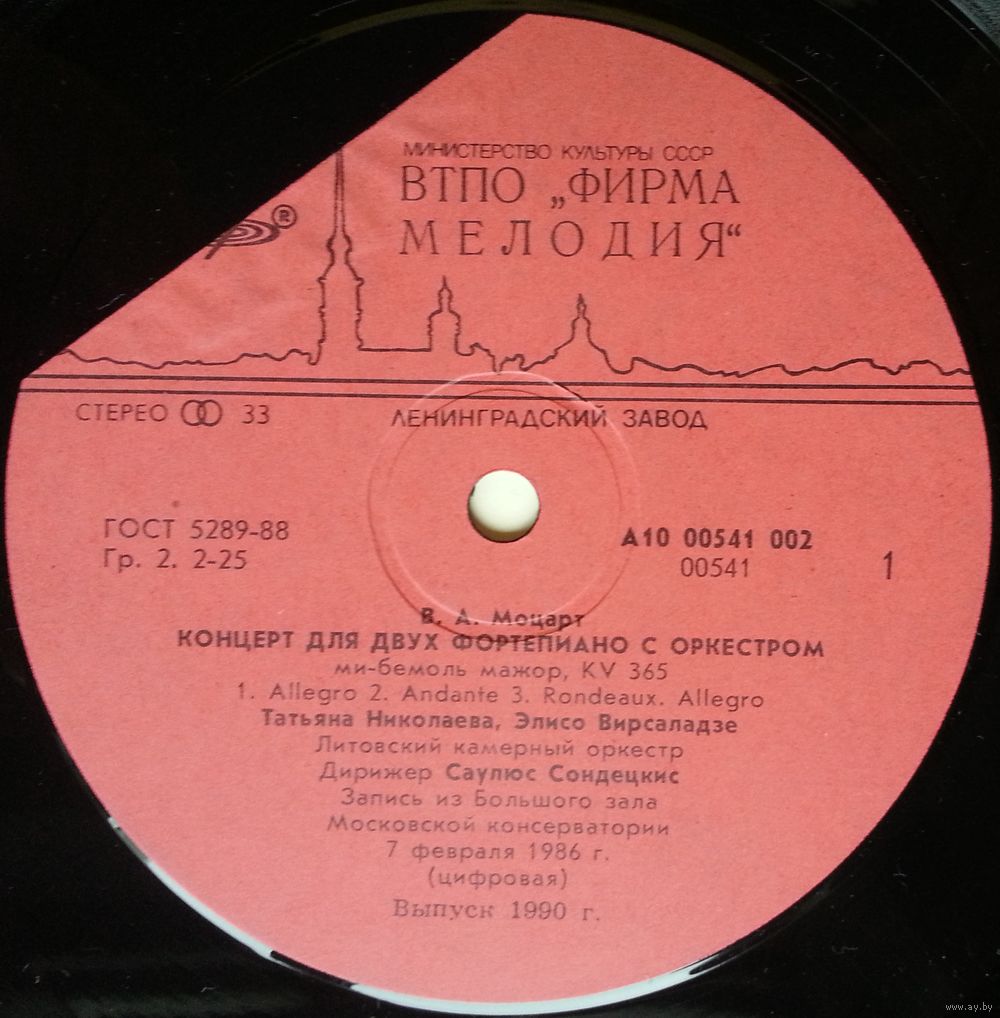 МИНИСТЕРСТВО КУЛЬТУРЫ СССР
ВТПО „ФИРМА
МЕЛОДИЯ“
®
СТЕРЕО 33
ЛЕНИНГРАДСКИЙ ЗАВОД
ГОСТ 5289-88
Гр. 2. 2-25
А10 00541 002
00541
1
В. А. Моцарт
КОНЦЕРТ ДЛЯ ДВУХ ФОРТЕПИАНО С ОРКЕСТРОМ
ми-бемоль мажор, KV 365
1. Allegro 2. Andante 3. Rondeaux. Allegro
Татьяна Николаева, Элисо Вирсаладзе
Литовский камерный оркестр
Дирижер Саулюс Сондецкис
Запись из Большого зала
Московской консерватории
7 февраля 1986 г.
(цифровая)
Выпуск 1990 г.
www.ay.by